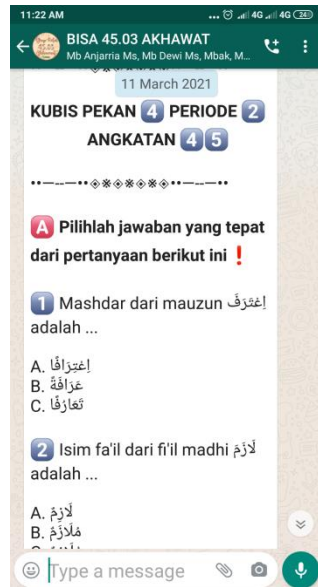 11:22 AM
... 4G 4G 24
BISA 45.03 AKHAWAT
Mb Anjarria Ms, Mb Dewi Ms, Mbak, M...
11 March 2021
KUBIS PEKAN 4 PERIODE 2
ANGKATAN 4 5
••—--—••◈※◈※◈※◈••—--—••
A Pilihlah jawaban yang tepat
dari pertanyaan berikut ini ❗
1 Mashdar dari mauzun اِغْتَرَفَ
adalah ...
A. اِغْتِرَافًا
B. عَرَافَةً
C. تَعَارُفًا
2 Isim fa'il dari fi'il madhi لَازَمَ
adalah ...
A. لَازِمٌ
B. مُلَازَمٌ
Type a message